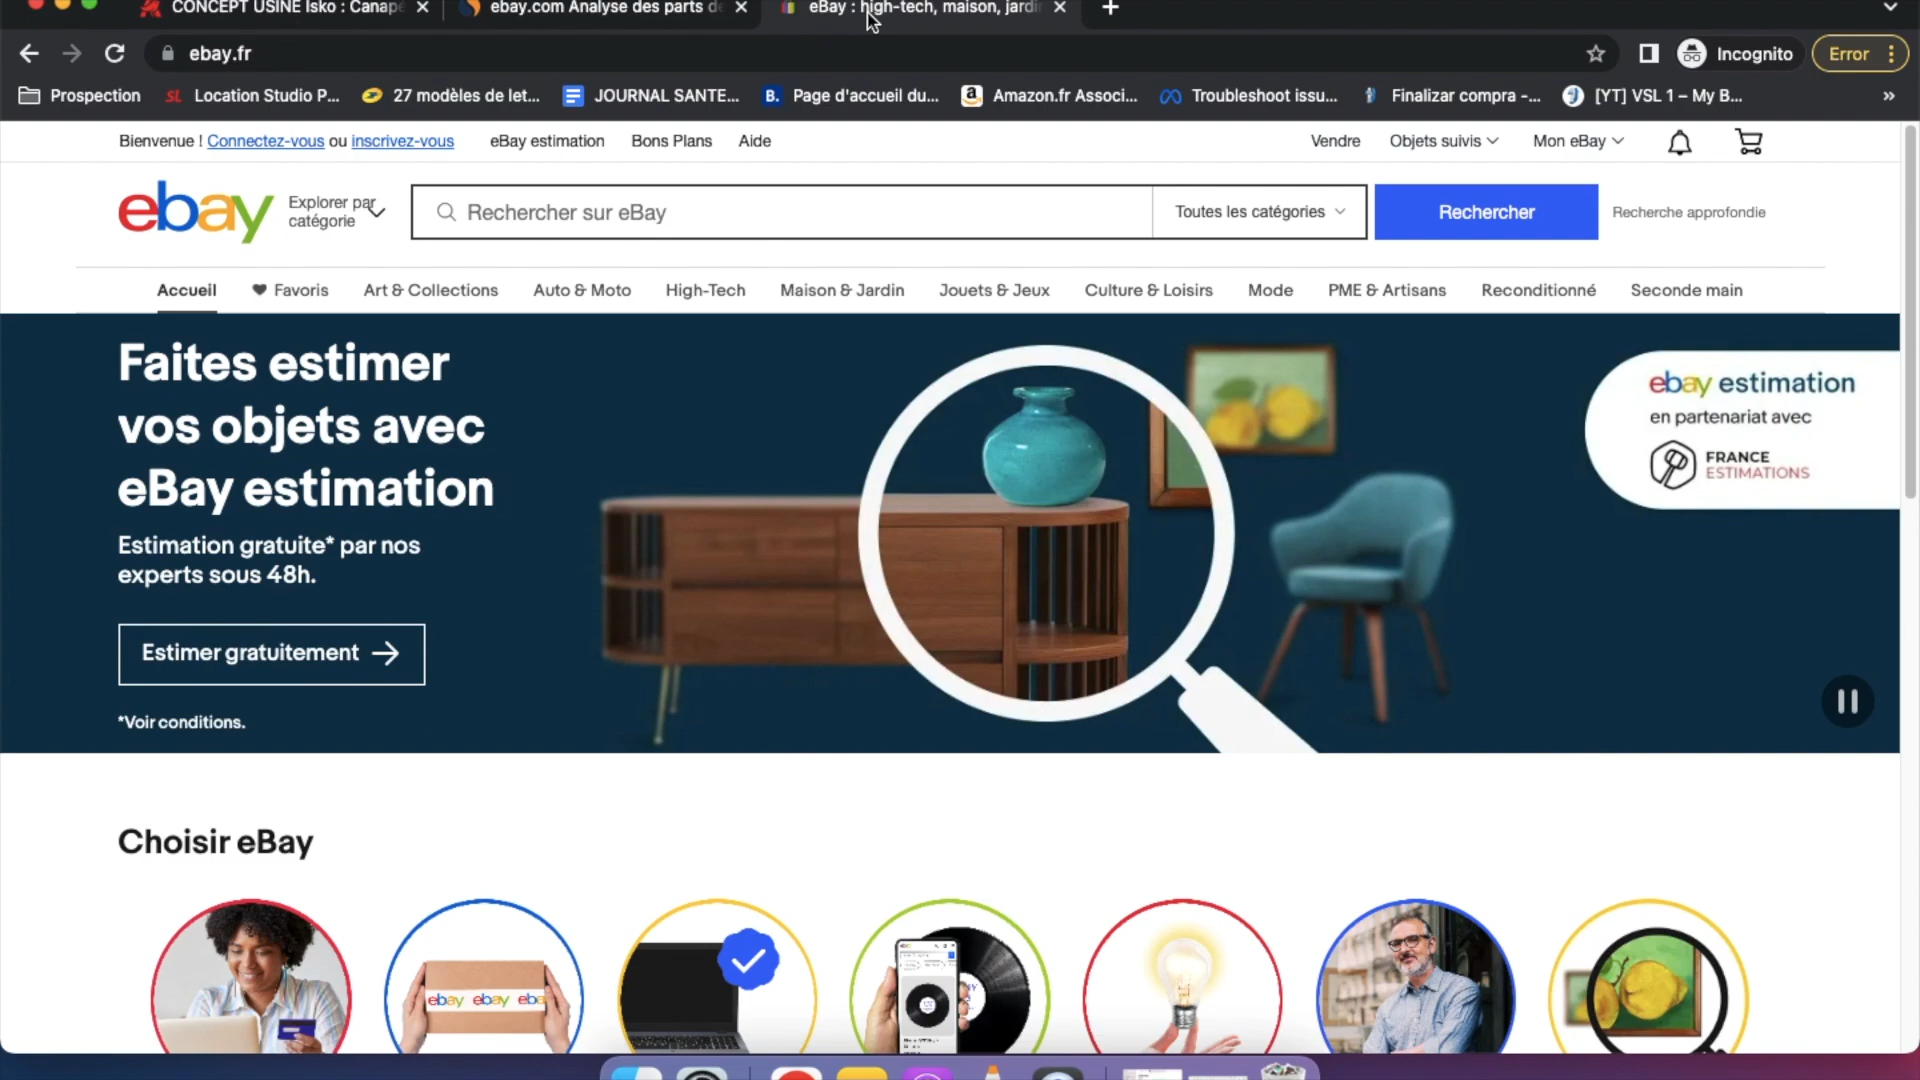 CONCEPT USINE Isko : Canapé
ebay.com Analyse des parts de
eBay : high-tech, maison, jardin
ebay.fr
Incognito
Error
Prospection
Location Studio P...
27 modèles de let...
JOURNAL SANTE...
Page d'accueil du...
Amazon.fr Associ...
Troubleshoot issu...
Finalizar compra -...
[YT] VSL 1 – My B...
Bienvenue ! Connectez-vous ou inscrivez-vous
eBay estimation
Bons Plans
Aide
Vendre
Objets suivis
Mon eBay
ebay
Explorer par
catégorie
Rechercher sur eBay
Toutes les catégories
Rechercher
Recherche approfondie
Accueil
Favoris
Art & Collections
Auto & Moto
High-Tech
Maison & Jardin
Jouets & Jeux
Culture & Loisirs
Mode
PME & Artisans
Reconditionné
Seconde main
Faites estimer
vos objets avec
eBay estimation
Estimation gratuite* par nos
experts sous 48h.
Estimer gratuitement
*Voir conditions.
ebay estimation
en partenariat avec
FRANCE
ESTIMATIONS
Choisir eBay
ebay ebay eba